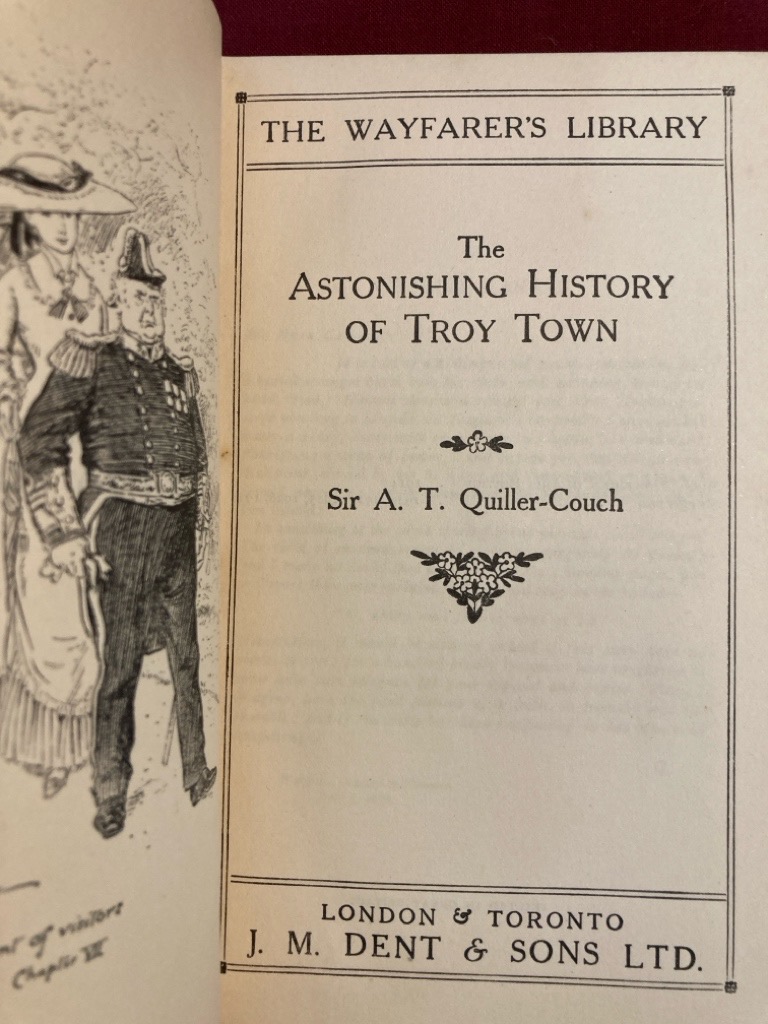 THE WAYFARER'S LIBRARY
The
ASTONISHING HISTORY
OF TROY TOWN
Sir A. T. Quiller-Couch
LONDON & TORONTO
J. M. DENT & SONS LTD.
of visitors
Chapter VII